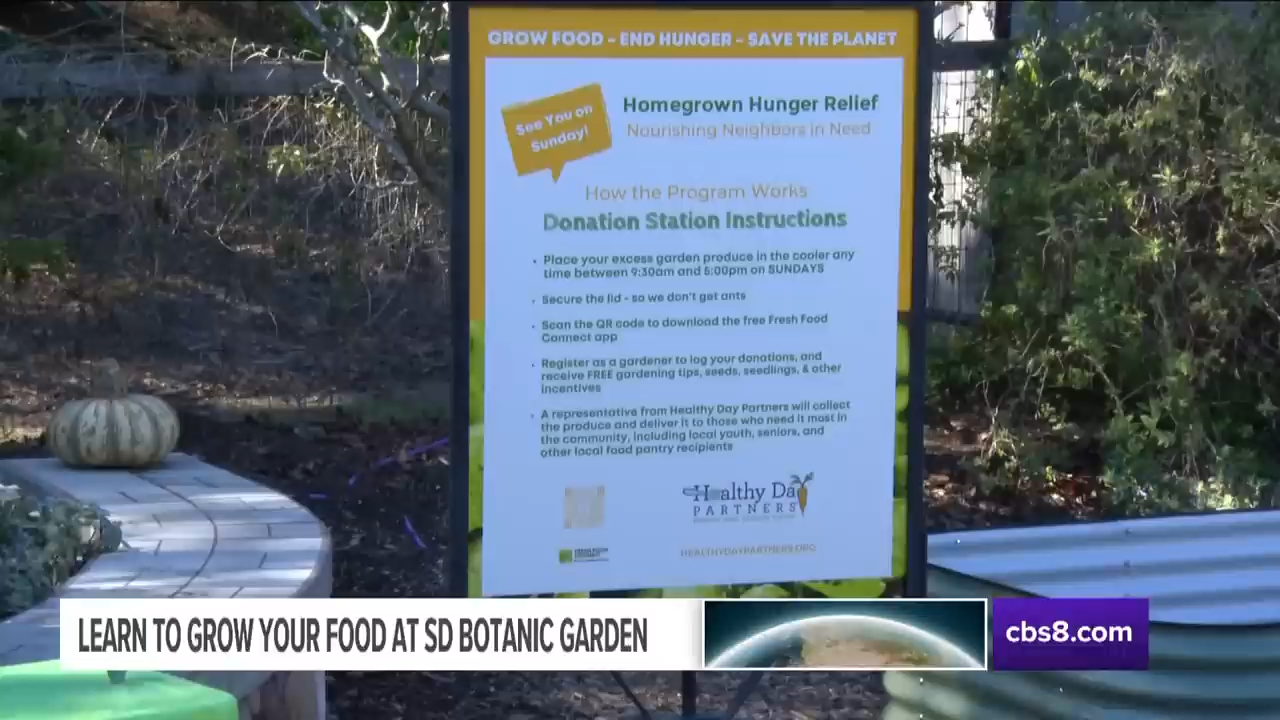 GROW FOOD - END HUNGER - SAVE THE PLANET
See You on
Sunday!
Homegrown Hunger Relief
Nourishing Neighbors in Need
How the Program Works
Donation Station Instructions
• Place your excess garden produce in the cooler any
time between 9:30am and 5:00pm on SUNDAYS
• Secure the lid - so we don't get ants
• Scan the QR code to download the free Fresh Food
Connect app
• Register as a gardener to log your donations, and
receive FREE gardening tips, seeds, seedlings, & other
incentives
• A representative from Healthy Day Partners will collect
the produce and deliver it to those who need it most in
the community, including local youth, seniors, and
other local food pantry recipients
Healthy Day
PARTNERS
HEALTHYDAYPARTNERS.ORG
LEARN TO GROW YOUR FOOD AT SD BOTANIC GARDEN
cbs8.com